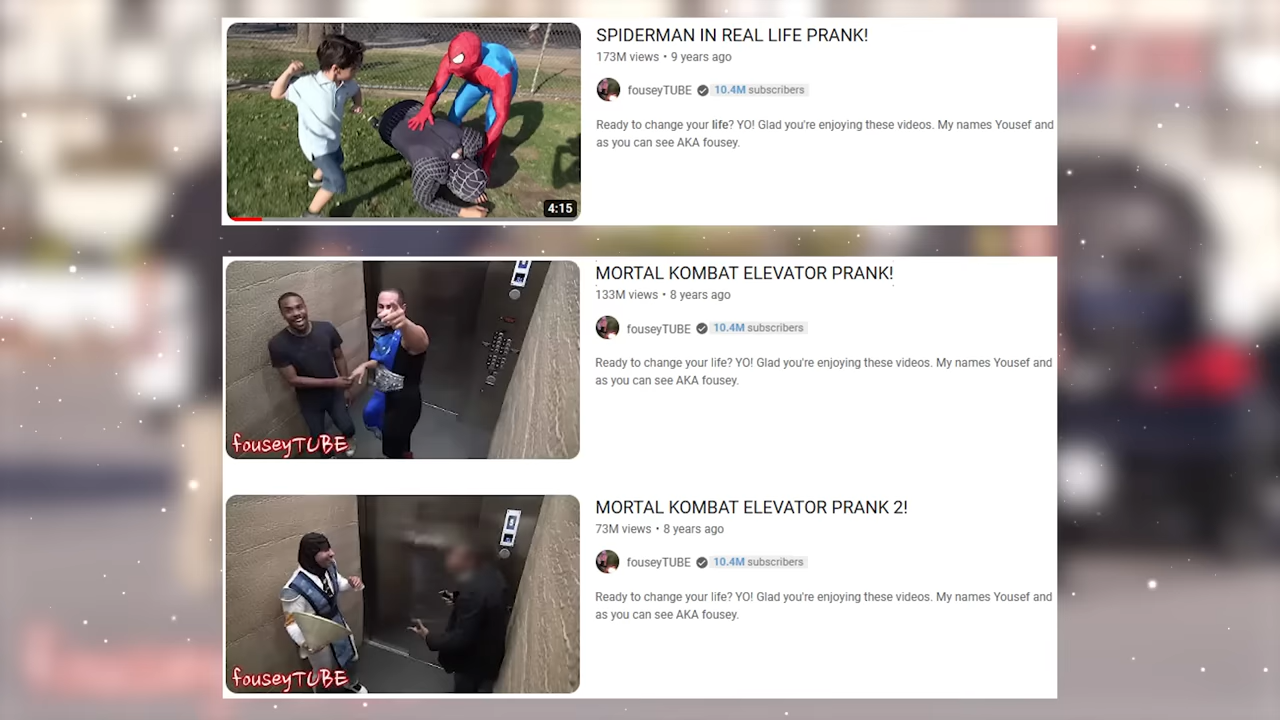 SPIDERMAN IN REAL LIFE PRANK!
173M views • 9 years ago
fouseyTUBE 10.4M subscribers
Ready to change your life? YO! Glad you're enjoying these videos. My names Yousef and
as you can see AKA fousey.
4:15
MORTAL KOMBAT ELEVATOR PRANK!
133M views • 8 years ago
fouseyTUBE 10.4M subscribers
Ready to change your life? YO! Glad you're enjoying these videos. My names Yousef and
as you can see AKA fousey.
fouseyTUBE
MORTAL KOMBAT ELEVATOR PRANK 2!
73M views • 8 years ago
fouseyTUBE 10.4M subscribers
Ready to change your life? YO! Glad you're enjoying these videos. My names Yousef and
as you can see AKA fousey.
fouseyTUBE